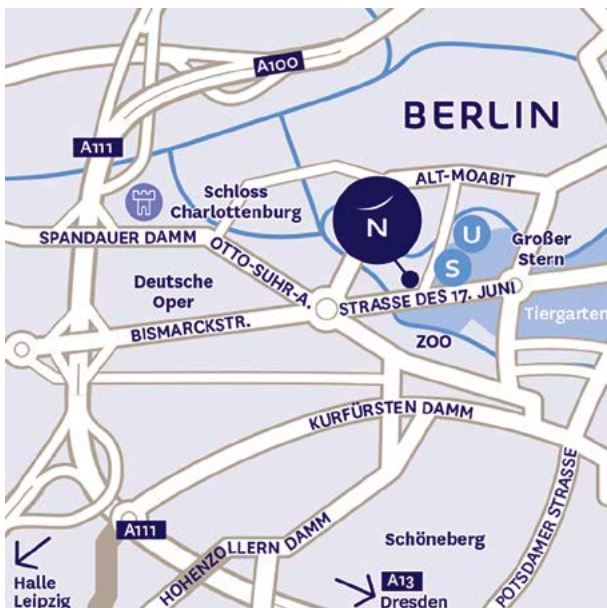 A100
BERLIN
A111
ALT-MOABIT
Schloss
Charlottenburg
N
U
S
Großer
Stern
SPANDAUER DAMM
OTTO-SUHR-A.
Deutsche
Oper
STRASSE DES 17. JUNI
Tiergarten
BISMARCKSTR.
ZOO
KURFÜRSTEN DAMM
POTSDAMER STRASSE
A111
HOHENZOLLERN DAMM
Schöneberg
Halle
Leipzig
A13
Dresden